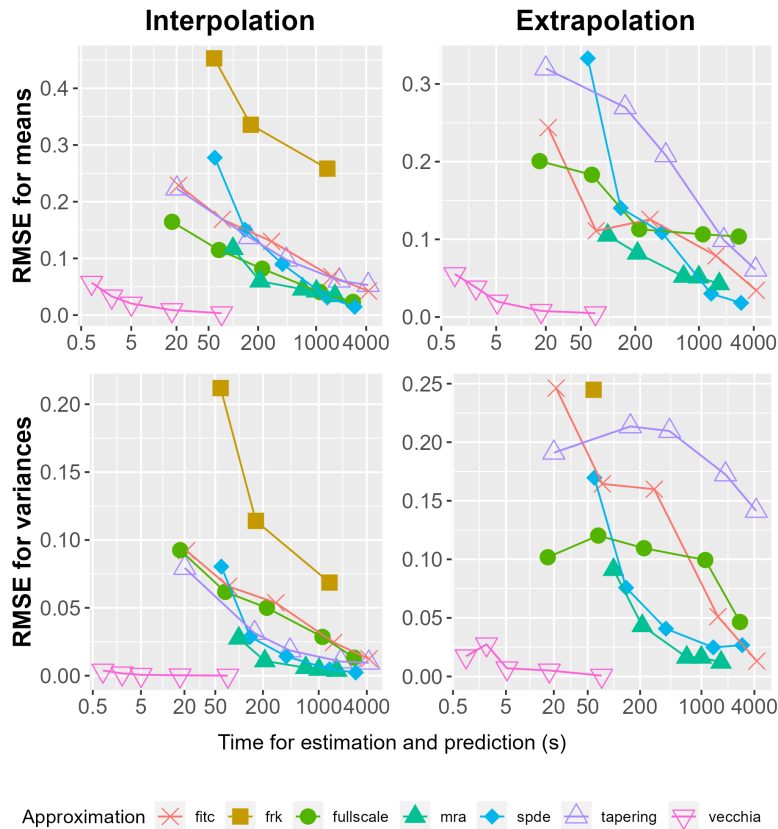 Interpolation
Extrapolation
RMSE for means
0.4
0.3
0.2
0.1
0.0
0.5 5 20 50 200 1000 4000
0.3
0.2
0.1
0.0
0.5 5 20 50 200 1000 4000
RMSE for variances
0.20
0.15
0.10
0.05
0.00
0.5 5 20 50 200 1000 4000
0.25
0.20
0.15
0.10
0.05
0.00
0.5 5 20 50 200 1000 4000
Time for estimation and prediction (s)
Approximation fitc frk fullscale mra spde tapering vecchia